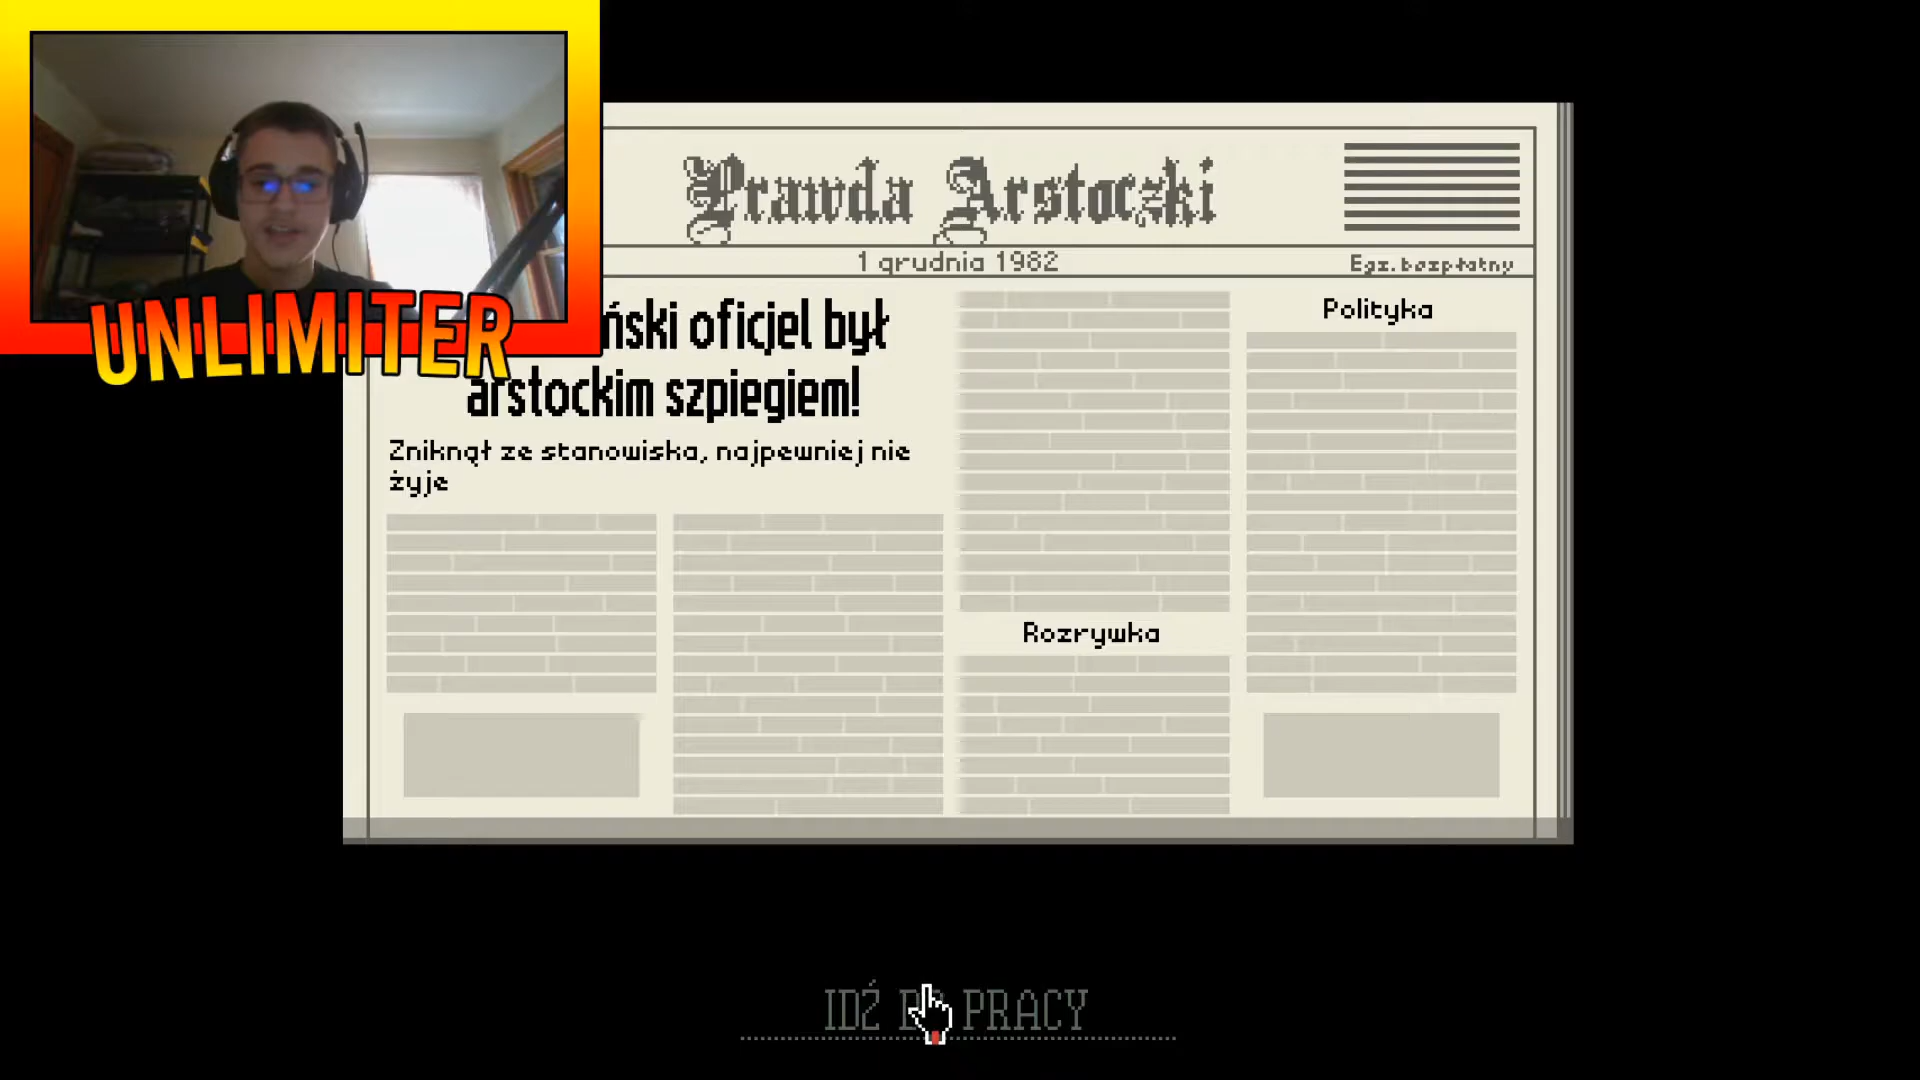 UNLIMITER
Prawda Arstoczki
1 grudnia 1982
Egz. bezpłatny
oficjel był
arstockim szpiegiem!
Zniknął ze stanowiska, najpewniej nie
żyje
Polityka
Rozrywka
IDŹ DO PRACY